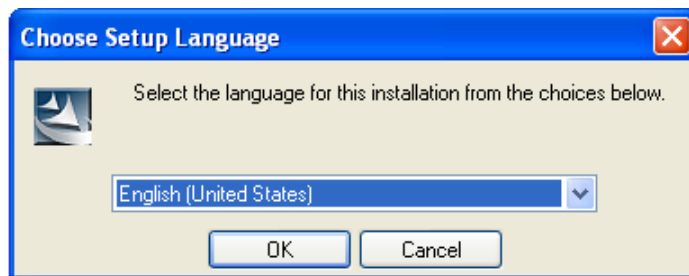 Choose Setup Language
Select the language for this installation from the choices below.
English (United States)
OK
Cancel